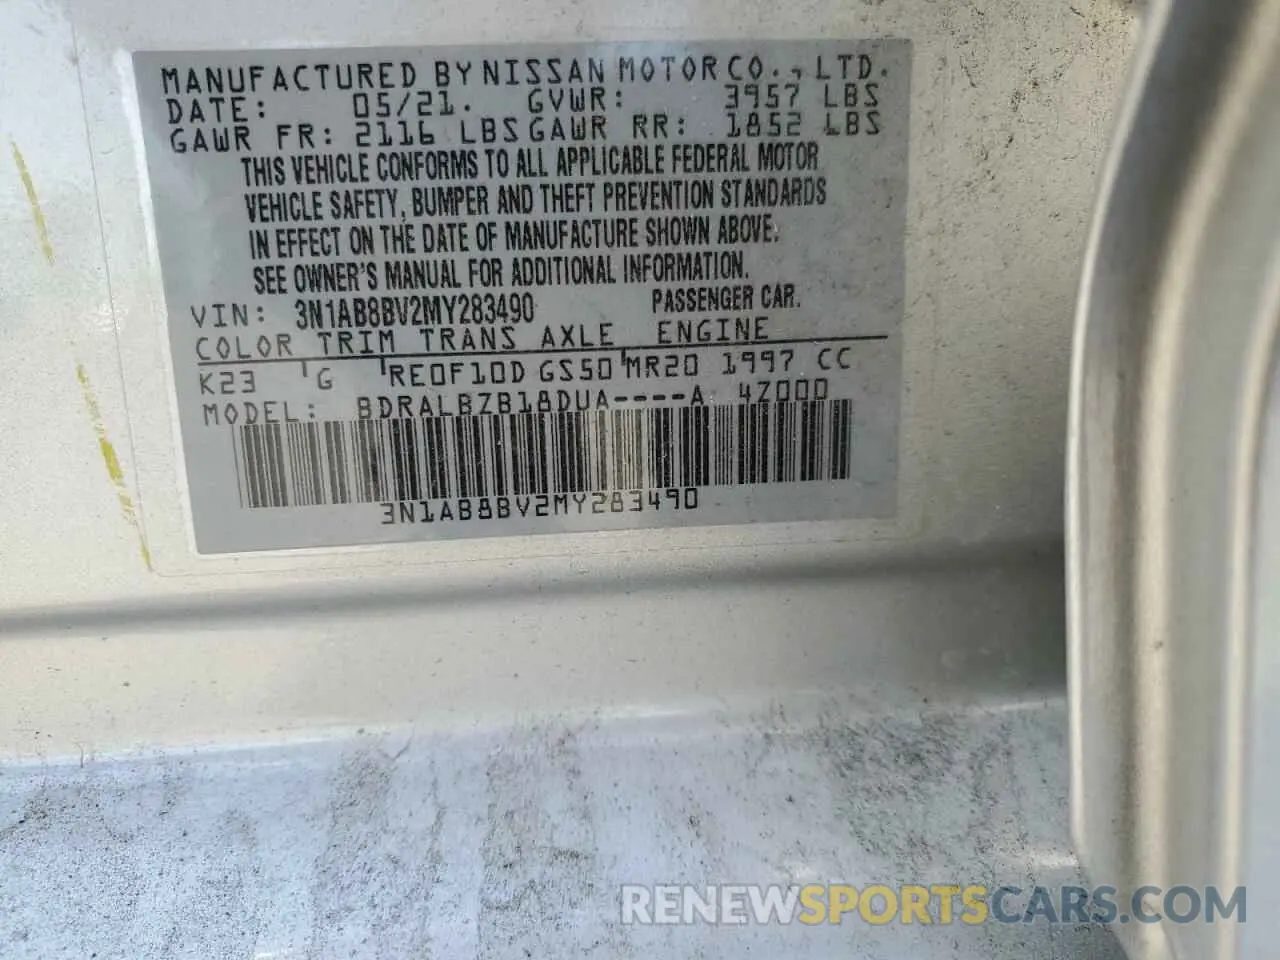 MANUFACTURED BY NISSAN MOTOR CO., LTD.
DATE: 05/21. GVWR: 3957 LBS
GAWR FR: 2116 LBS GAWR RR: 1852 LBS
THIS VEHICLE CONFORMS TO ALL APPLICABLE FEDERAL MOTOR
VEHICLE SAFETY, BUMPER AND THEFT PREVENTION STANDARDS
IN EFFECT ON THE DATE OF MANUFACTURE SHOWN ABOVE.
SEE OWNER'S MANUAL FOR ADDITIONAL INFORMATION.
VIN: 3N1AB8BV2MY283490 PASSENGER CAR.
COLOR TRIM TRANS AXLE ENGINE
K23 G RE0F10D GS50 MR20 1997 CC
MODEL: BDRALBZB18DUA----A 4Z000
3N1AB8BV2MY283490
RENEWSPORTSCARS.COM